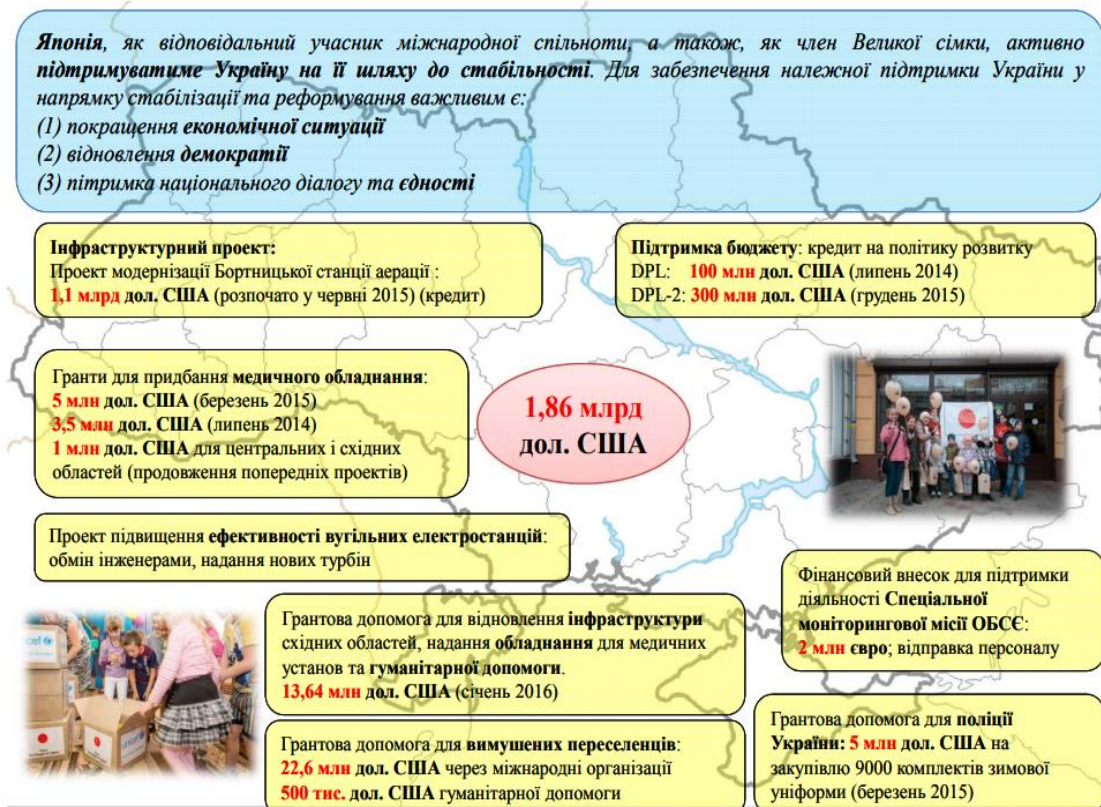 Японія, як відповідальний учасник міжнародної спільноти, а також, як член Великої сімки, активно
підтримуватиме Україну на її шляху до стабільності. Для забезпечення належної підтримки України у
напрямку стабілізації та реформування важливим є:
(1) покращення економічної ситуації
(2) відновлення демократії
(3) пітримка національного діалогу та єдності
Інфраструктурний проект:
Проект модернізації Бортницької станції аерації :
1,1 млрд дол. США (розпочато у червні 2015) (кредит)
Підтримка бюджету: кредит на політику розвитку
DPL: 100 млн дол. США (липень 2014)
DPL-2: 300 млн дол. США (грудень 2015)
Гранти для придбання медичного обладнання:
5 млн дол. США (березень 2015)
3,5 млн дол. США (липень 2014)
1 млн дол. США для центральних і східних
областей (продовження попередніх проектів)
1,86 млрд
дол. США
Проект підвищення ефективності вугільних електростанцій:
обмін інженерами, надання нових турбін
Фінансовий внесок для підтримки
діяльності Спеціальної
моніторингової місії ОБСЄ:
2 млн євро; відправка персоналу
Грантова допомога для відновлення інфраструктури
східних областей, надання обладнання для медичних
установ та гуманітарної допомоги.
13,64 млн дол. США (січень 2016)
Грантова допомога для вимушених переселенців:
22,6 млн дол. США через міжнародні організації
500 тис. дол. США гуманітарної допомоги
Грантова допомога для поліції
України: 5 млн дол. США на
закупівлю 9000 комплектів зимової
уніформи (березень 2015)
unicef